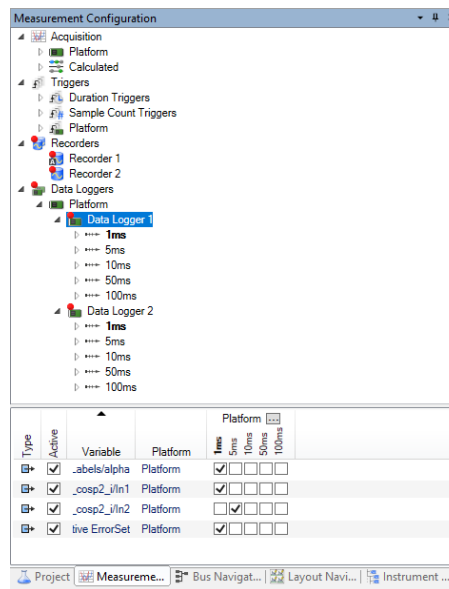 Measurement Configuration
Acquisition
Platform
Calculated
Triggers
Duration Triggers
Sample Count Triggers
Platform
Recorders
Recorder 1
Recorder 2
Data Loggers
Platform
Data Logger 1
1ms
5ms
10ms
50ms
100ms
Data Logger 2
1ms
5ms
10ms
50ms
100ms
Platform ...
Type Active Variable Platform 1ms 5ms 10ms 50ms 100ms
_abels/alpha Platform
_cosp2_i/In1 Platform
_cosp2_i/In2 Platform
tive ErrorSet Platform
Project Measureme... Bus Navigat... Layout Navi... Instrument ...